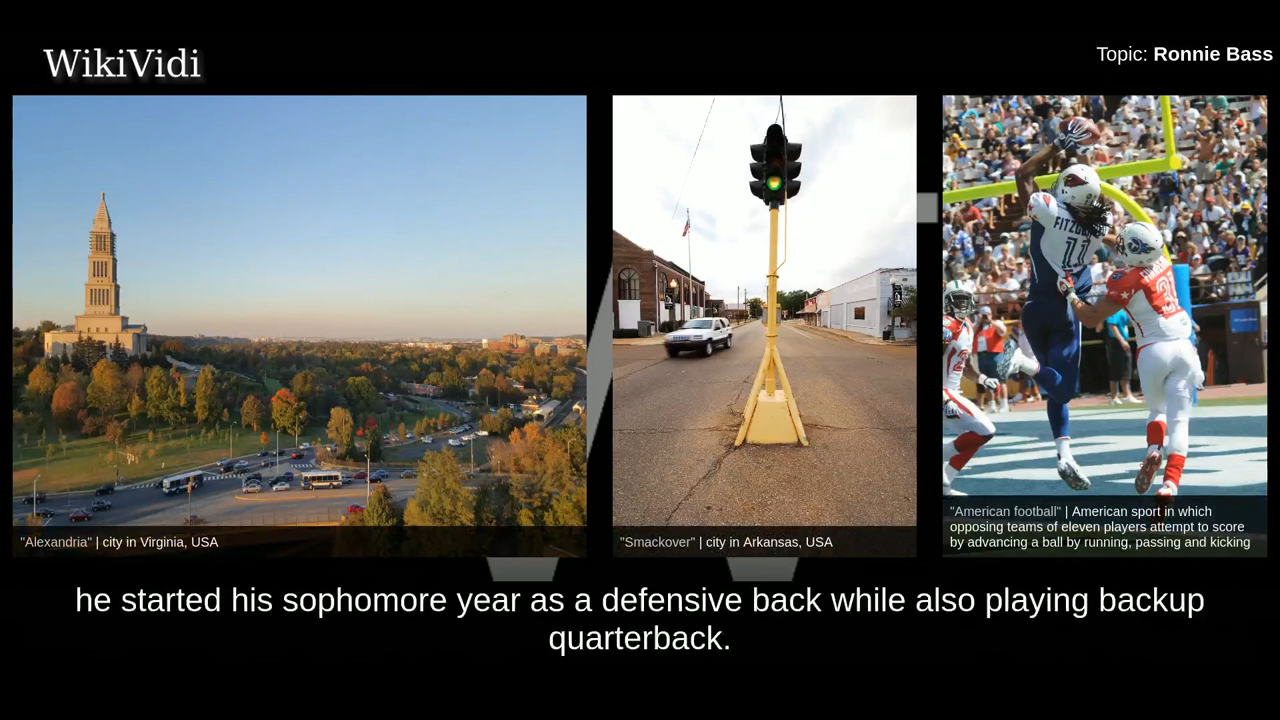 WikiVidi
Topic: Ronnie Bass
"Alexandria" | city in Virginia, USA
"Smackover" | city in Arkansas, USA
11
"American football" | American sport in which
opposing teams of eleven players attempt to score
by advancing a ball by running, passing and kicking
he started his sophomore year as a defensive back while also playing backup
quarterback.